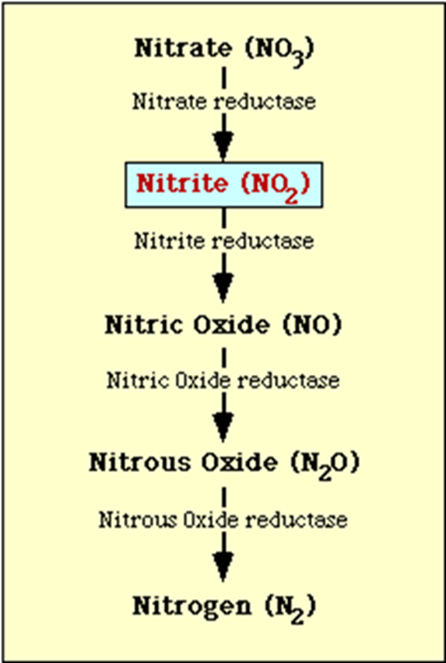 Nitrate (NO₃)
Nitrate reductase
Nitrite (NO₂)
Nitrite reductase
Nitric Oxide (NO)
Nitric Oxide reductase
Nitrous Oxide (N₂O)
Nitrous Oxide reductase
Nitrogen (N₂)